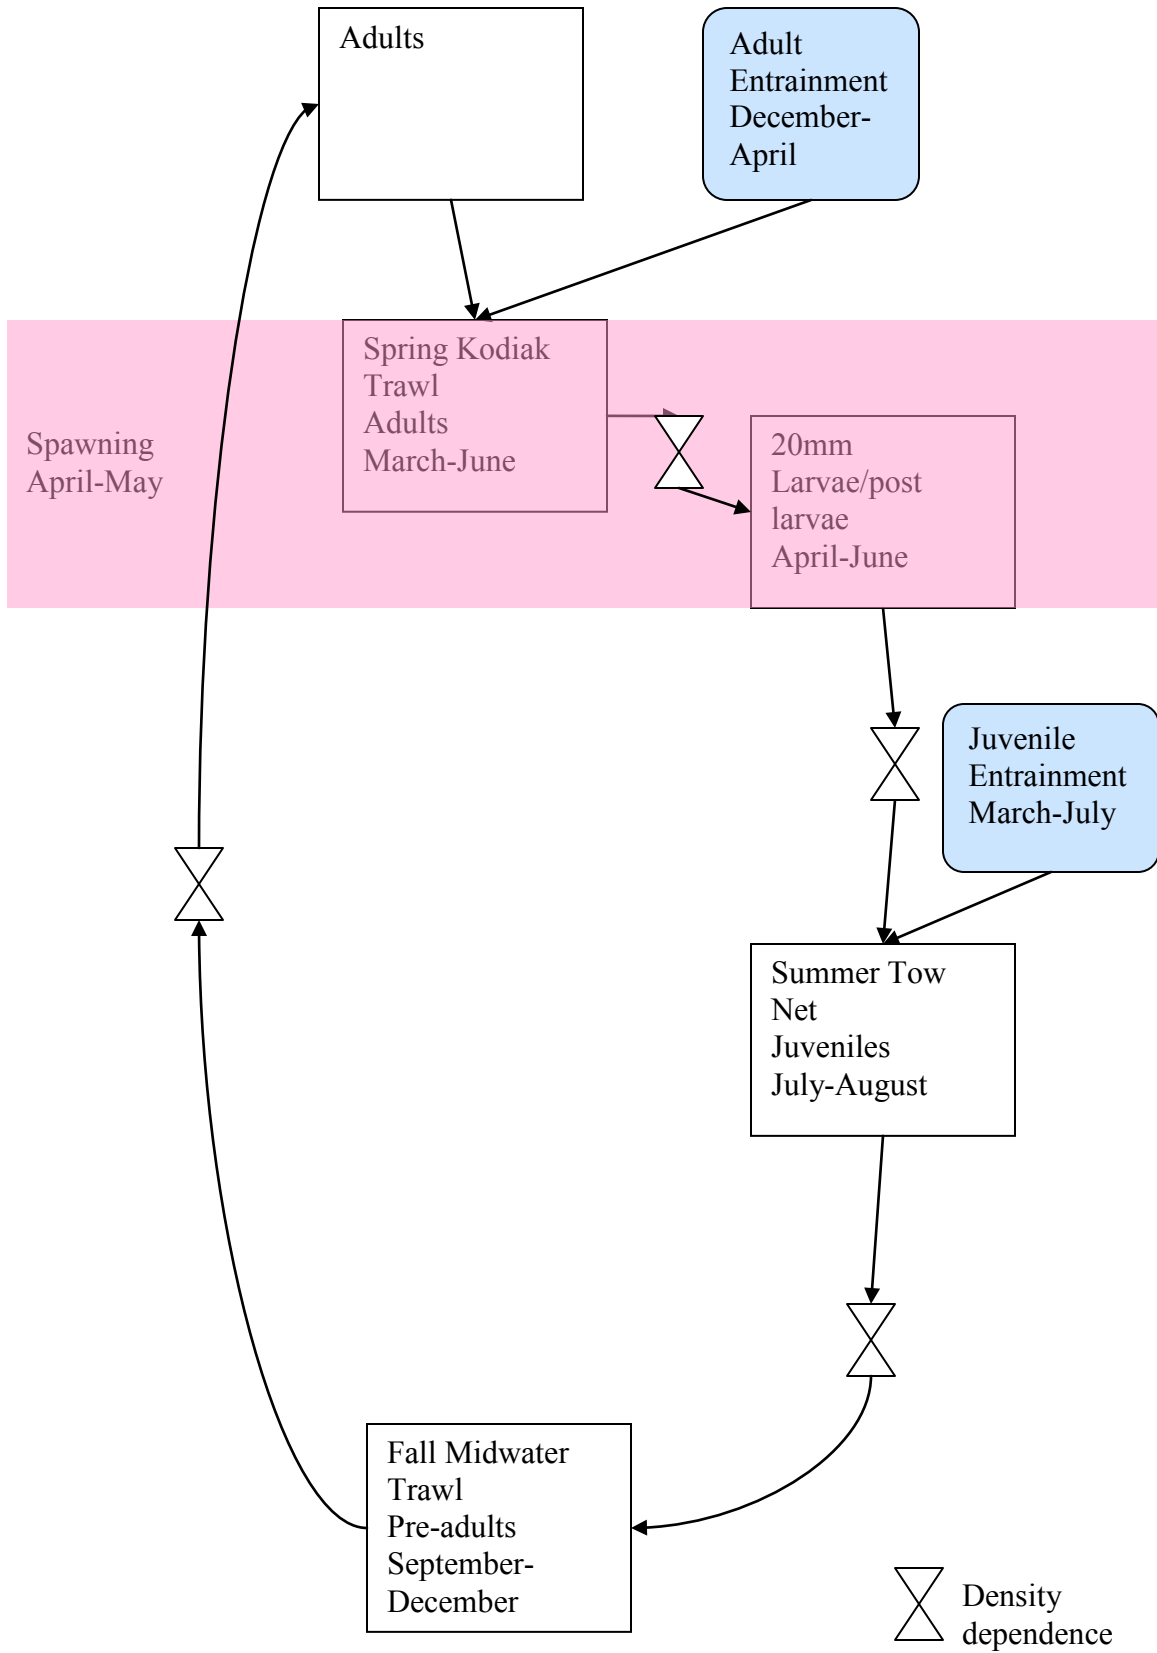 Adults
Adult
Entrainment
December-
April
Spring Kodiak
Trawl
Adults
March-June
Spawning
April-May
20mm
Larvae/post
larvae
April-June
Juvenile
Entrainment
March-July
Summer Tow
Net
Juveniles
July-August
Fall Midwater
Trawl
Pre-adults
September-
December
Density
dependence